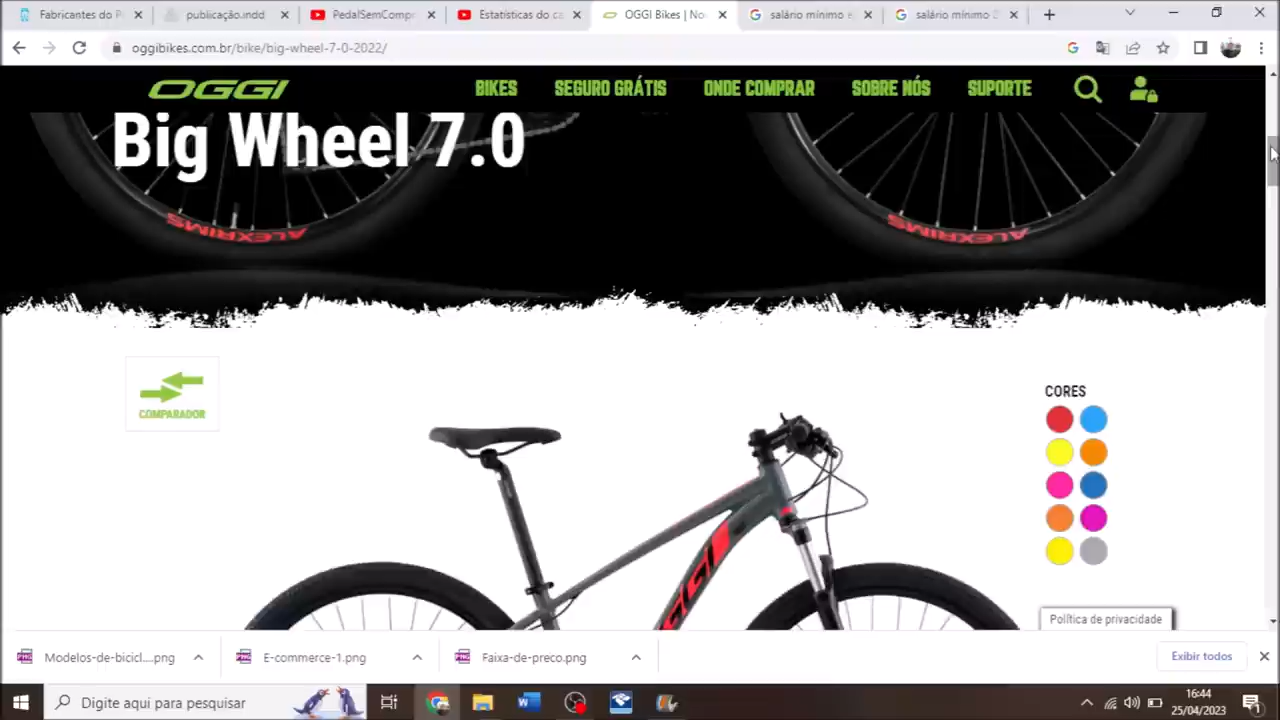 Fabricantes do P
publicação.indd
PedalSemComp
Estatísticas do ca
OGGI Bikes | No
salário mínimo e
salário mínimo 2
oggibikes.com.br/bike/big-wheel-7-0-2022/
OGGI
BIKES
SEGURO GRÁTIS
ONDE COMPRAR
SOBRE NÓS
SUPORTE
Big Wheel 7.0
ALEXRIMS
ALEXRIMS
COMPARADOR
CORES
OGGI
Política de privacidade
Modelos-de-bicicl....png
E-commerce-1.png
Faixa-de-preco.png
Exibir todos
Digite aqui para pesquisar
16:44
25/04/2023